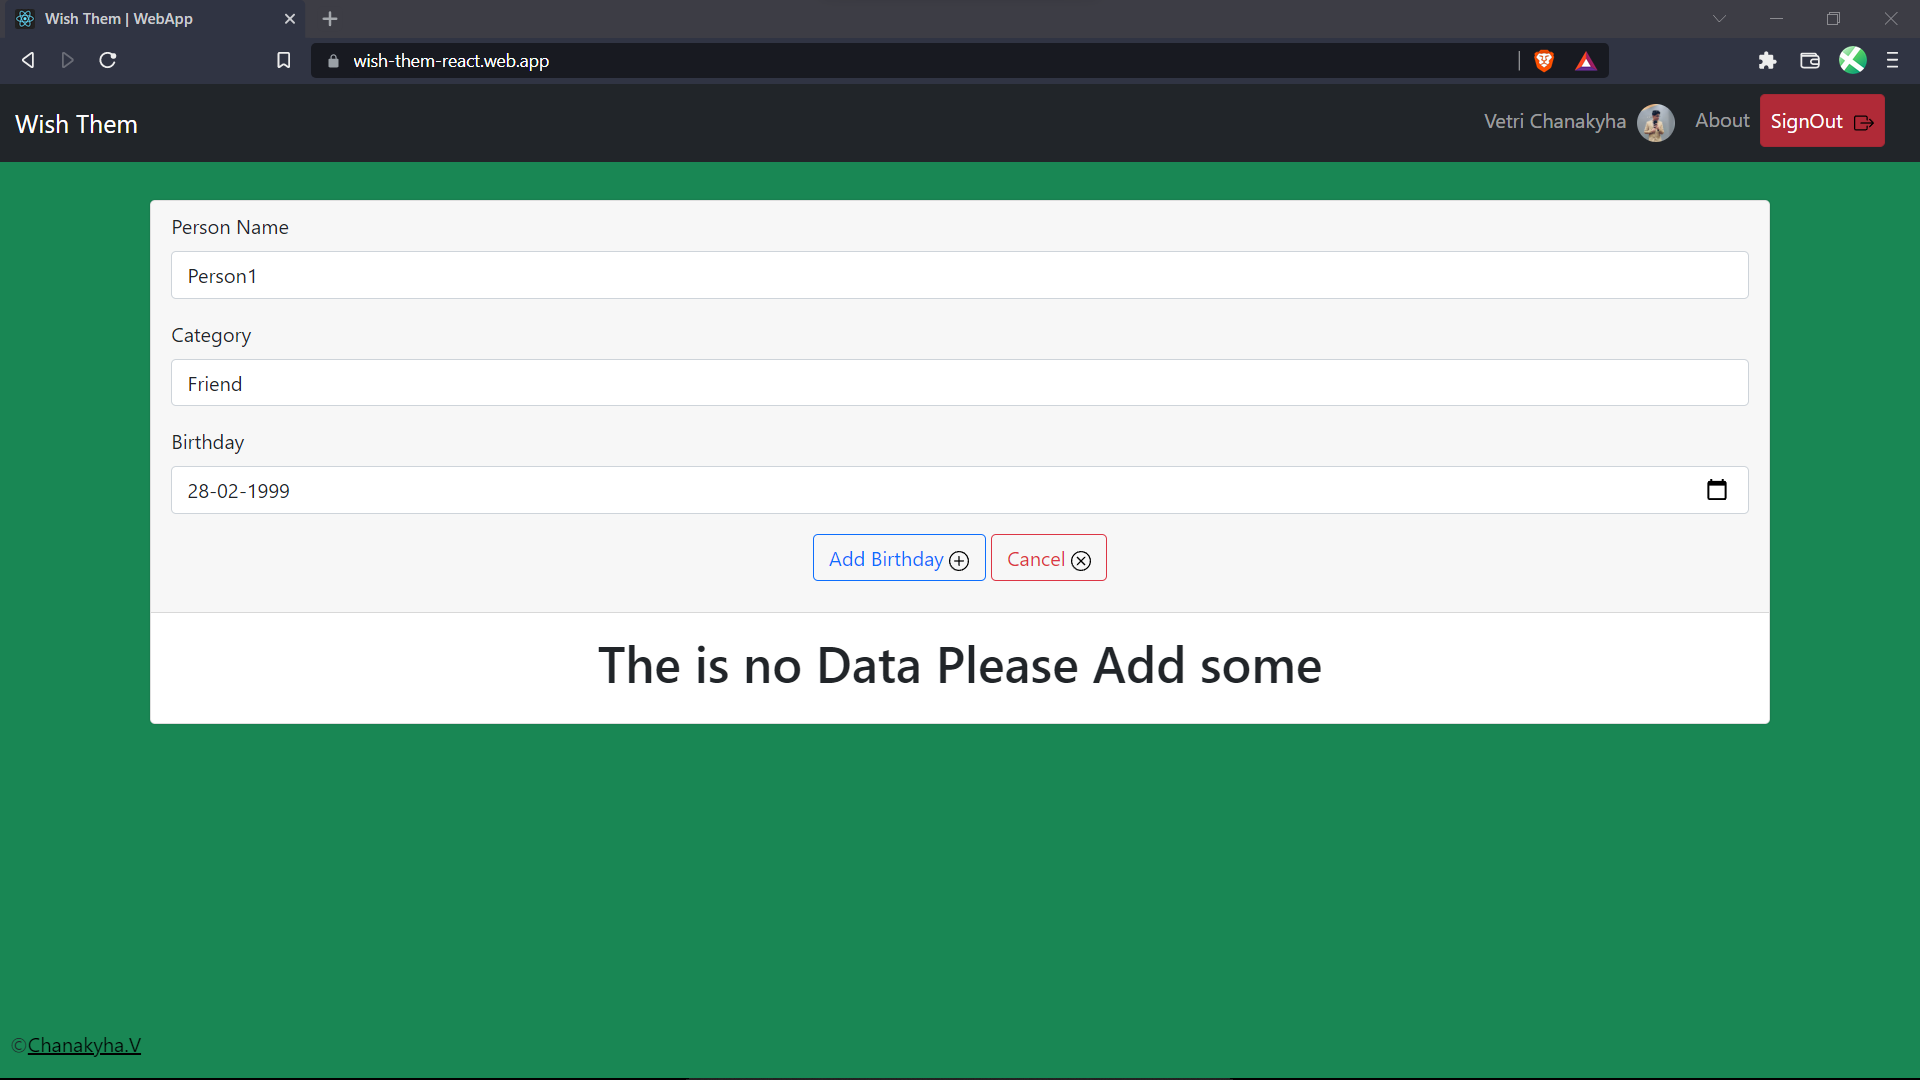 Wish Them | WebApp
wish-them-react.web.app
Wish Them
Vetri Chanakyha
About
SignOut
Person Name
Person1
Category
Friend
Birthday
28-02-1999
Add Birthday
Cancel
The is no Data Please Add some
©Chanakyha.V